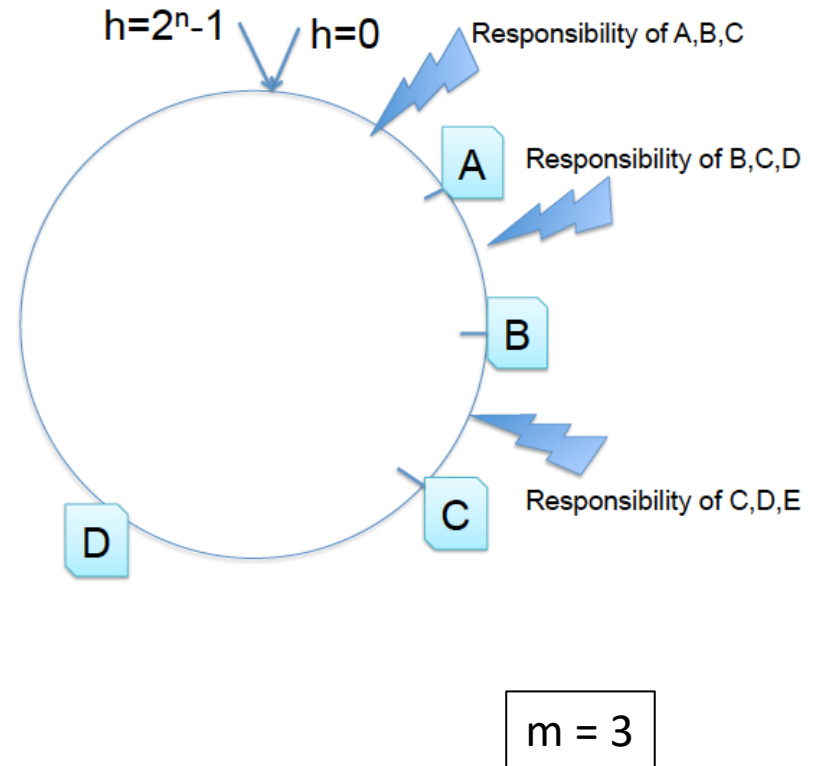 h=2ⁿ-1
h=0
Responsibility of A,B,C
A
Responsibility of B,C,D
B
C
Responsibility of C,D,E
D
m = 3